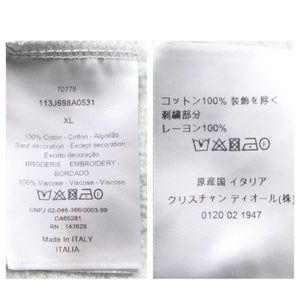 70778
113J698A0531
XL
100% Coton - Cotton - Algodão
Sauf décoration - Except decoration -
Exceto decoração
BRODERIE - EMBROIDERY -
BORDADO
100% Viscose - Viscose - Viscose
CNPJ 02-046-366/0003-99
CA65281
RN : 143628
Made In ITALY
ITALIA
コットン100% 装飾を除く
刺繍部分
レーヨン100%
原産国 イタリア
クリスチャン ディオール(株)
0120 02 1947